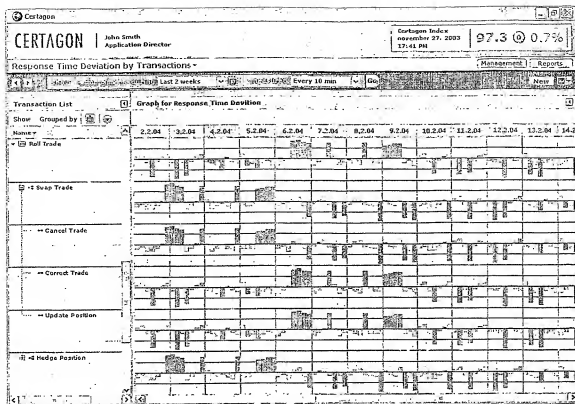 Certagon
CERTAGON
John Smith
Application Director
Certagon Index
november 27, 2003
17:41 PM
97.3 0.7%
Response Time Deviation by Transactions
Management Reports
Last 2 weeks Every 10 min Go New
Transaction List Graph for Response Time Devition
Show Grouped by
Name 2.2.04 3.2.04 4.2.04 5.2.04 6.2.04 7.2.04 8.2.04 9.2.04 10.2.04 11.2.04 12.2.04 13.2.04 14.2
Roll Trade
Swap Trade
Cancel Trade
Correct Trade
Update Position
Hedge Position